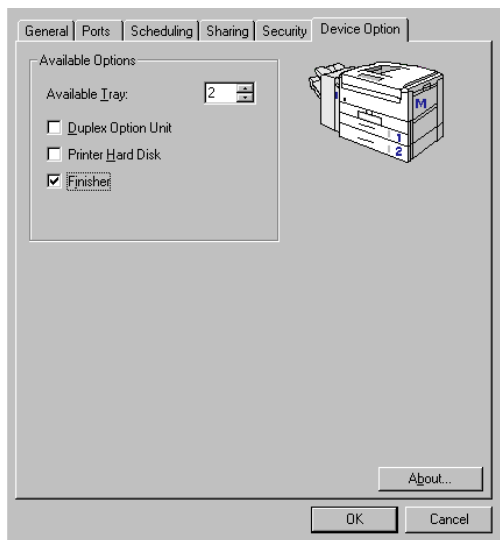 General Ports Scheduling Sharing Security Device Option
Available Options
Available Tray: 2
Duplex Option Unit
Printer Hard Disk
Finisher
M
1
2
About...
OK Cancel